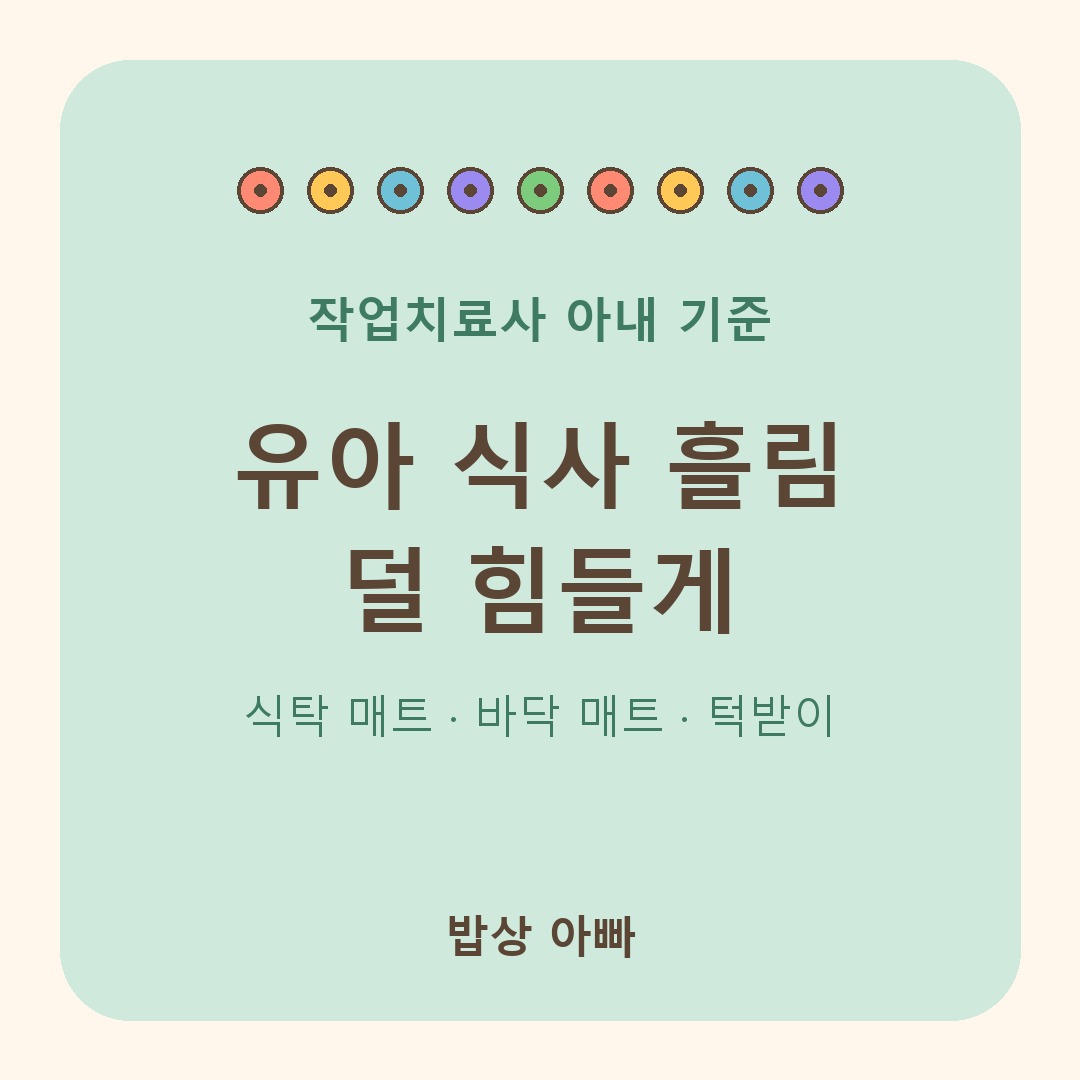 작업치료사 아내 기준
유아 식사 흘림
덜 힘들게
식탁 매트 · 바닥 매트 · 턱받이
밥상 아빠